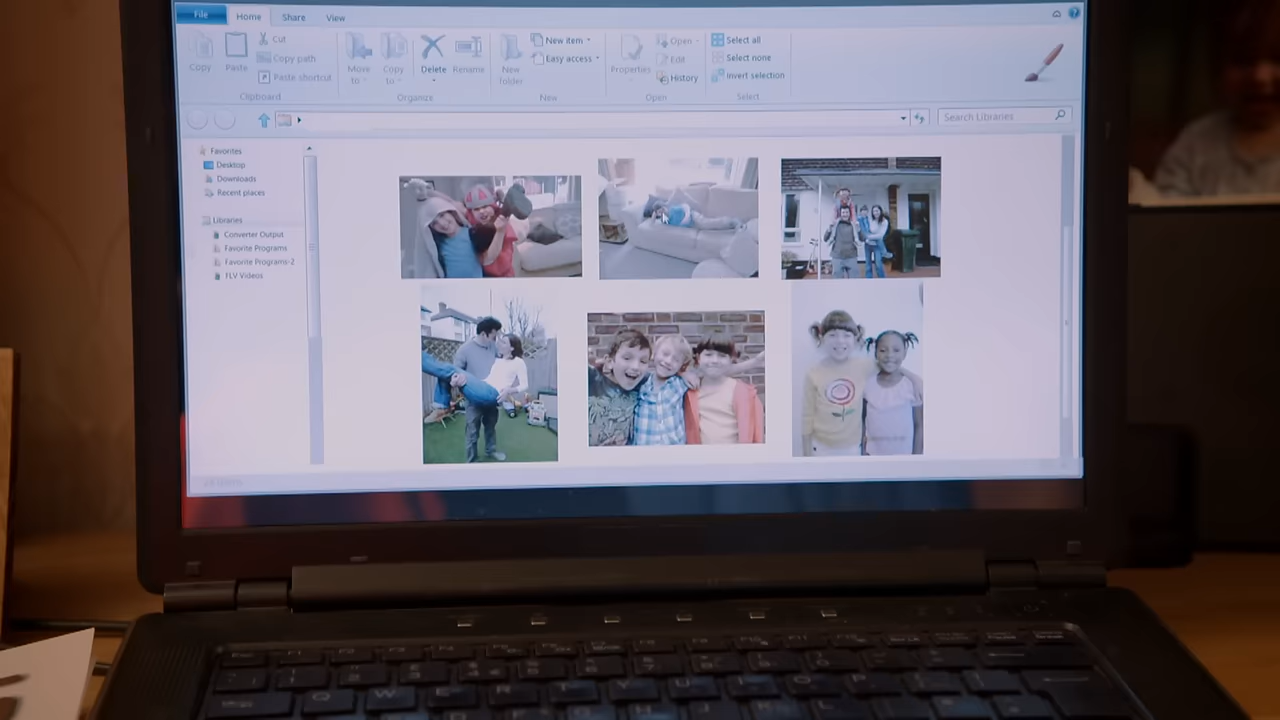 File Home Share View
Copy
Paste
Cut
Copy path
Paste shortcut
Clipboard
Move to
Copy to
Delete
Rename
Organize
New folder
New item
Easy access
New
Properties
Open
Edit
History
Open
Select all
Select none
Invert selection
Select
Search Libraries
Favorites
Desktop
Downloads
Recent places
Libraries
Converter Output
Favorite Programs
Favorite Programs-2
TLV Videos
Q W E R T Y U I O P